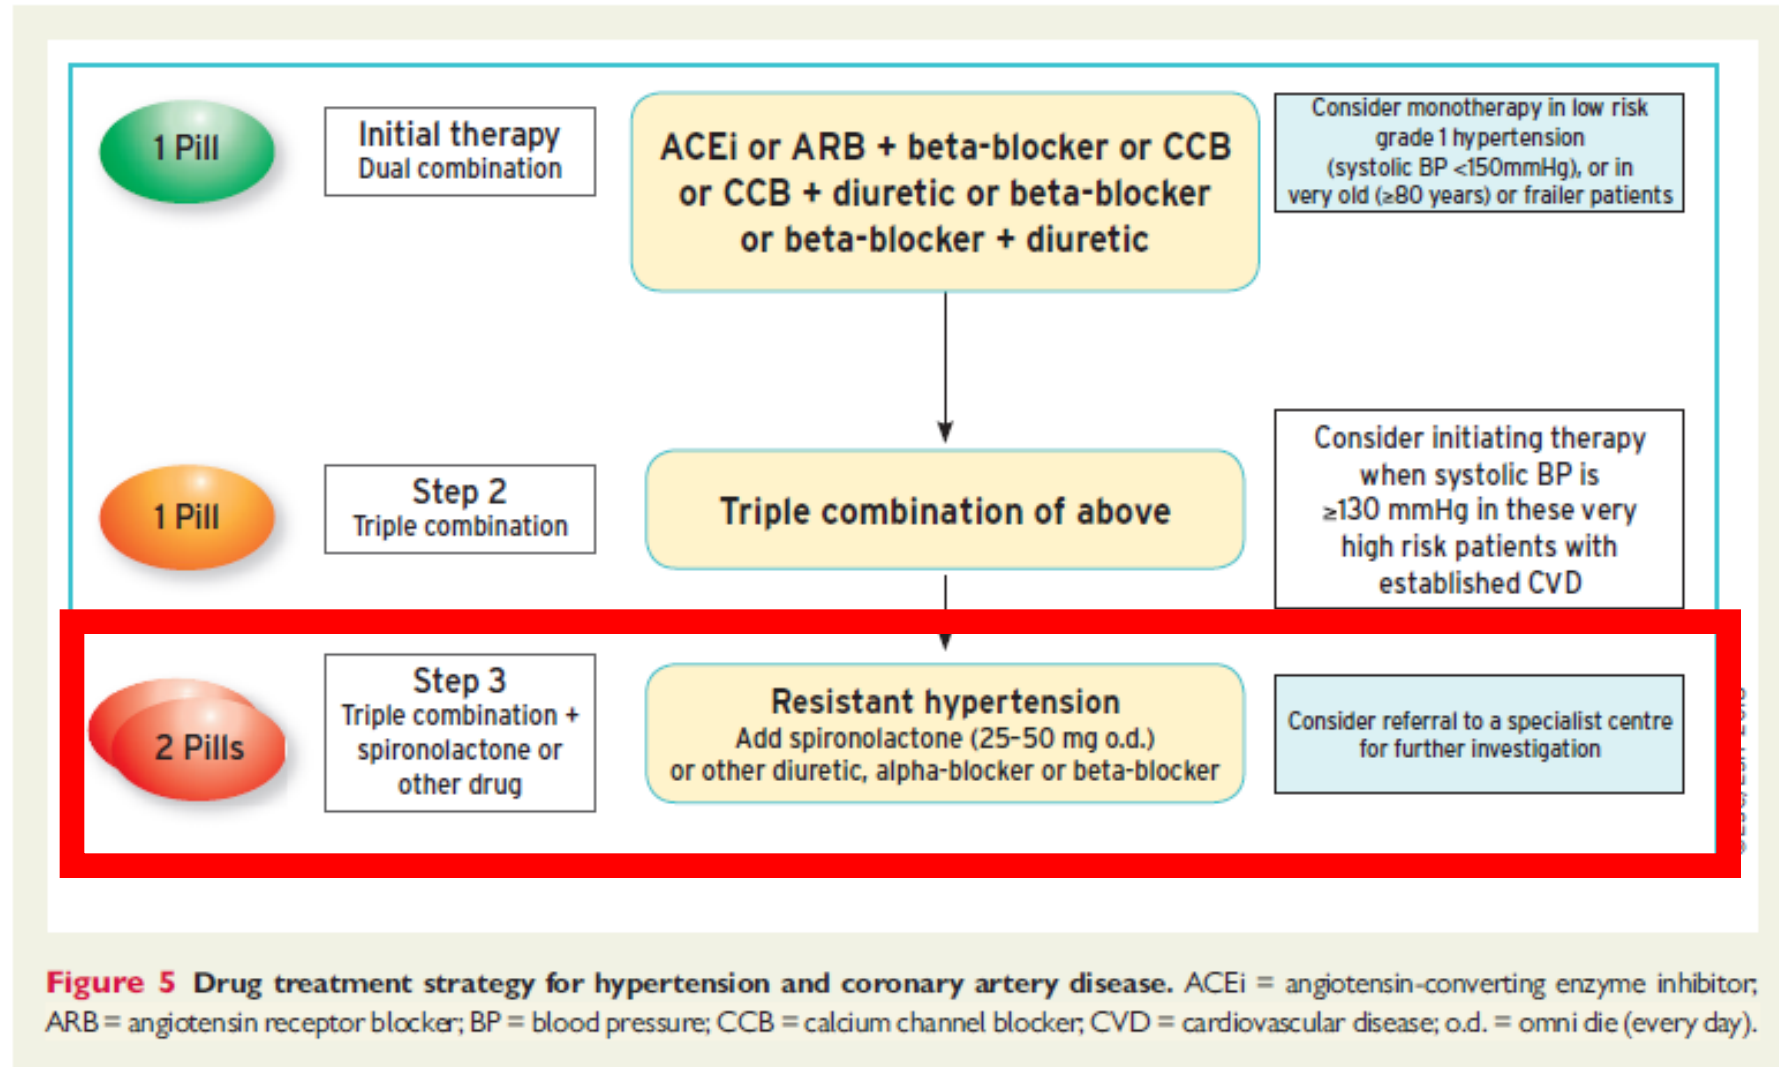 1 Pill
Initial therapy
Dual combination
ACEi or ARB + beta-blocker or CCB
or CCB + diuretic or beta-blocker
or beta-blocker + diuretic
Consider monotherapy in low risk
grade 1 hypertension
(systolic BP <150mmHg), or in
very old (≥80 years) or frailer patients
1 Pill
Step 2
Triple combination
Triple combination of above
Consider initiating therapy
when systolic BP is
≥130 mmHg in these very
high risk patients with
established CVD
2 Pills
Step 3
Triple combination +
spironolactone or
other drug
Resistant hypertension
Add spironolactone (25–50 mg o.d.)
or other diuretic, alpha-blocker or beta-blocker
Consider referral to a specialist centre
for further investigation
Figure 5 Drug treatment strategy for hypertension and coronary artery disease. ACEi = angiotensin-converting enzyme inhibitor;
ARB = angiotensin receptor blocker; BP = blood pressure; CCB = calcium channel blocker; CVD = cardiovascular disease; o.d. = omni die (every day).